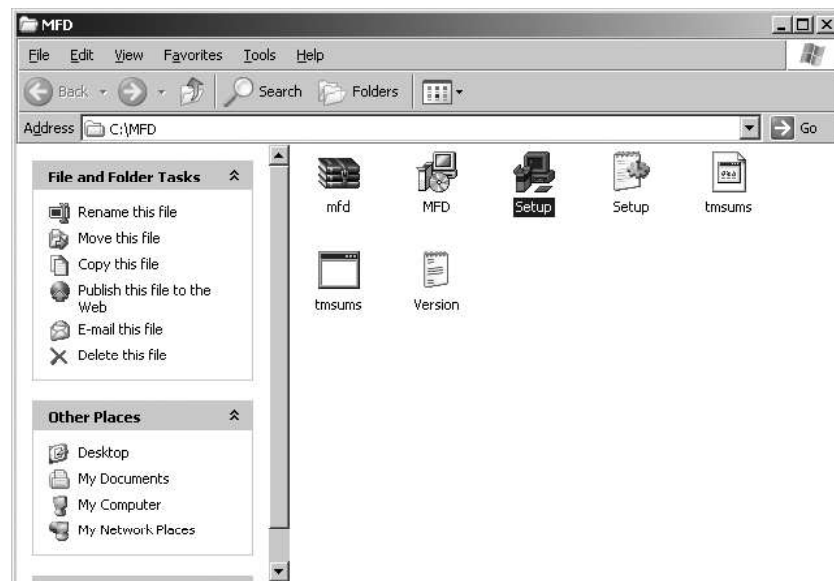 MFD
File Edit View Favorites Tools Help
Back Search Folders
Address C:\MFD Go
File and Folder Tasks
Rename this file
Move this file
Copy this file
Publish this file to the
Web
E-mail this file
Delete this file
Other Places
Desktop
My Documents
My Computer
My Network Places
mfd MFD Setup Setup tmsums
tmsums Version